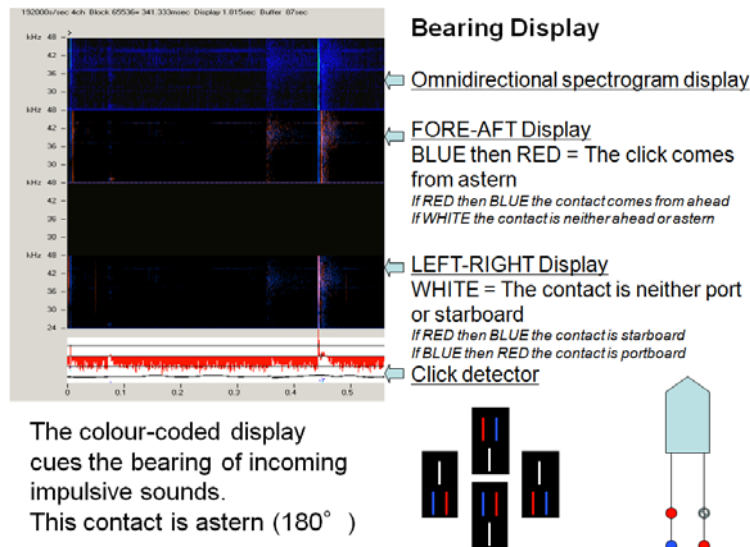 192000s/sec 4ch Block 65536= 341.333msec Display 1.815sec Buffer 87sec
Bearing Display
kHz 48
42
36
30
48
kHz 48
42
36
30
48
42
36
30
24
kHz 48
42
36
30
24
0 0.1 0.2 0.3 0.4 0.5
Omnidirectional spectrogram display
FORE-AFT Display
BLUE then RED = The click comes
from astern
If RED then BLUE the contact comes from ahead
If WHITE the contact is neither ahead or astern
LEFT-RIGHT Display
WHITE = The contact is neither port
or starboard
If RED then BLUE the contact is starboard
If BLUE then RED the contact is portboard
Click detector
The colour-coded display
cues the bearing of incoming
impulsive sounds.
This contact is astern (180° )